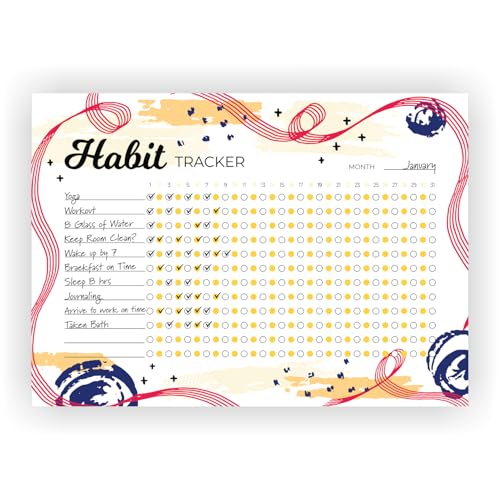 Habit TRACKER
MONTH January
1 3 5 7 9 11 13 15 17 19 21 23 25 27 29 31
Yoga
Workout
8 Glass of Water
Keep Room Clean?
Wake up by 7
Braekfast on Time
Sleep 8 hrs
Journaling
Arrive to work on time
Taken Bath